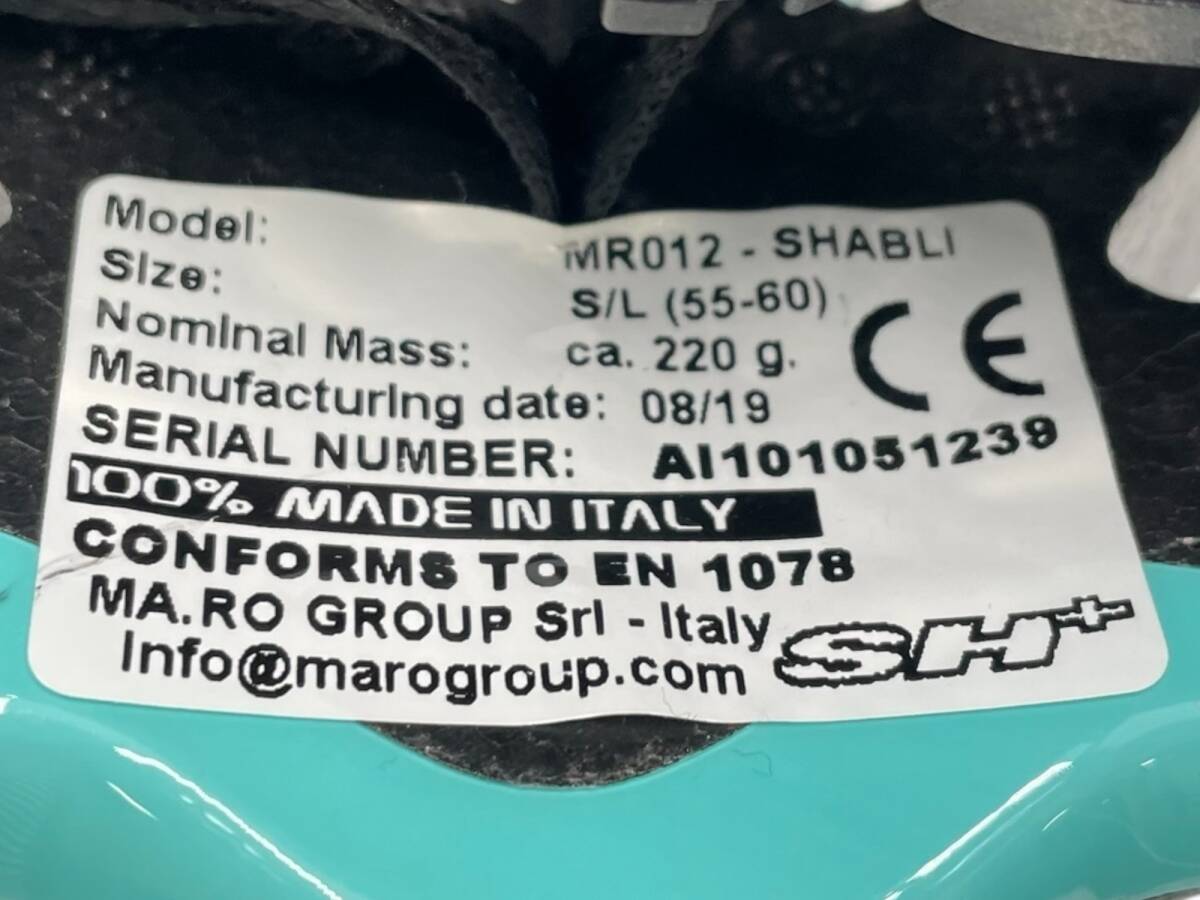 Model: MR012 - SHABLI
Size: S/L (55-60)
Nominal Mass: ca. 220 g.
Manufacturing date: 08/19
CE
SERIAL NUMBER: AI101051239
100% MADE IN ITALY
CONFORMS TO EN 1078
MA.RO GROUP Srl - Italy
Info@marogroup.com
SH+